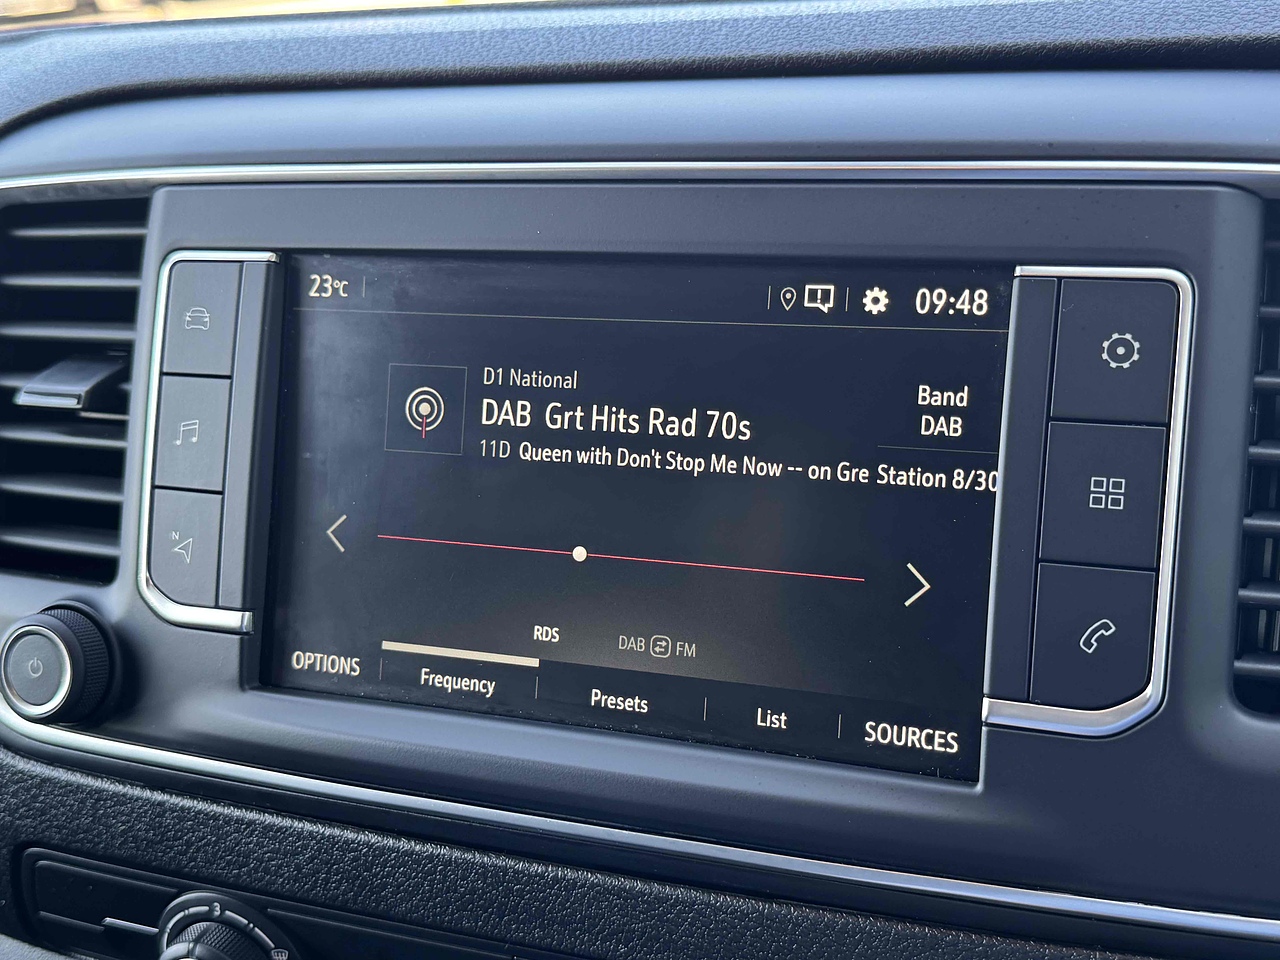 23°C
09:48
D1 National
DAB Grt Hits Rad 70s
11D Queen with Don't Stop Me Now -- on Gre Station 8/30
Band
DAB
RDS
DAB FM
OPTIONS
Frequency
Presets
List
SOURCES
N
3